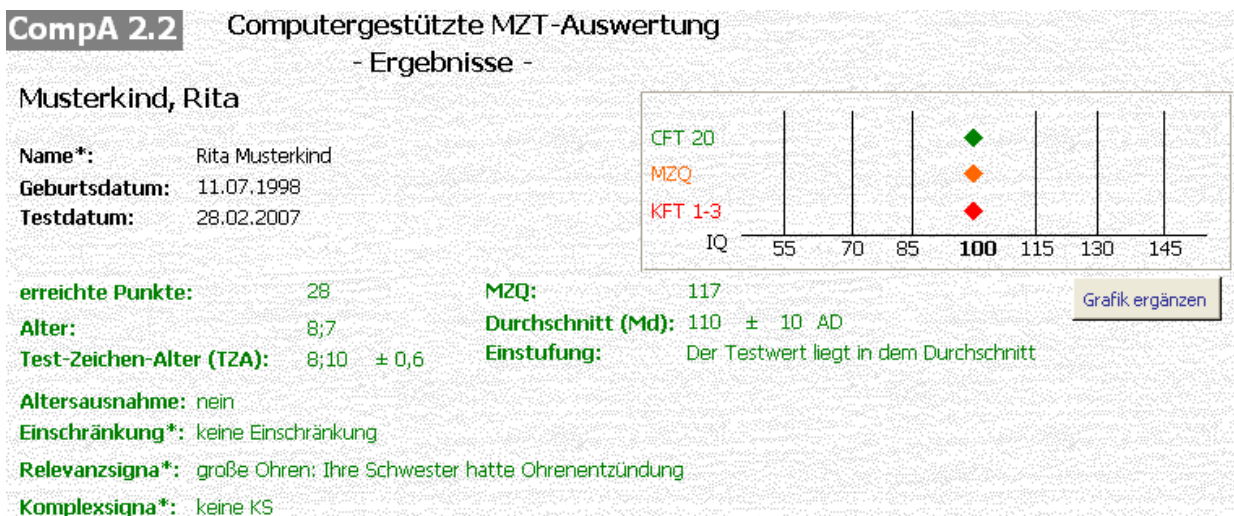 CompA 2.2
Computergestützte MZT-Auswertung
- Ergebnisse -
Musterkind, Rita
Name*: Rita Musterkind
Geburtsdatum: 11.07.1998
Testdatum: 28.02.2007
CFT 20
MZQ
KFT 1-3
IQ 55 70 85 100 115 130 145
Grafik ergänzen
erreichte Punkte: 28 MZQ: 117
Alter: 8;7 Durchschnitt (Md): 110 ± 10 AD
Test-Zeichen-Alter (TZA): 8;10 ± 0,6 Einstufung: Der Testwert liegt in dem Durchschnitt
Altersausnahme: nein
Einschränkung*: keine Einschränkung
Relevanzsigna*: große Ohren: Ihre Schwester hatte Ohrenentzündung
Komplexsigna*: keine KS